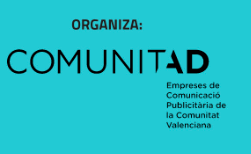 ORGANIZA:
COMUNITAD
Empreses de
Comunicació
Publicitària de
la Comunitat
Valenciana